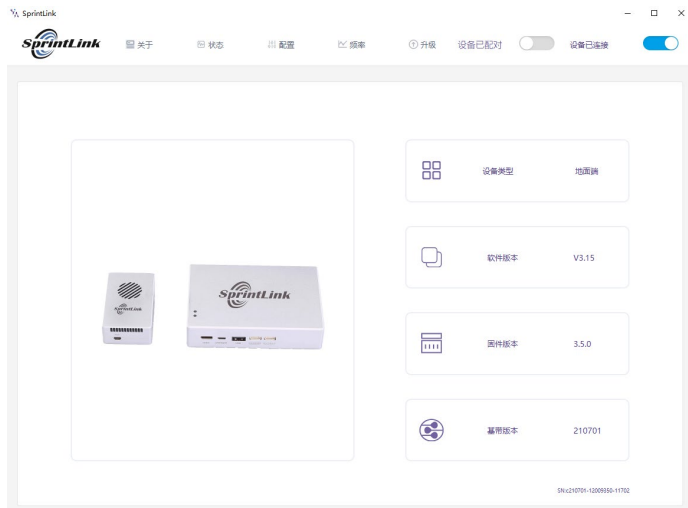 SprintLink
SprintLink 关于 状态 配置 频率 升级 设备已配对 设备已连接
设备类型 地面端
软件版本 V3.15
SprintLink
SprintLink
固件版本 3.5.0
基带版本 210701
SN:c210701-12009350-11702